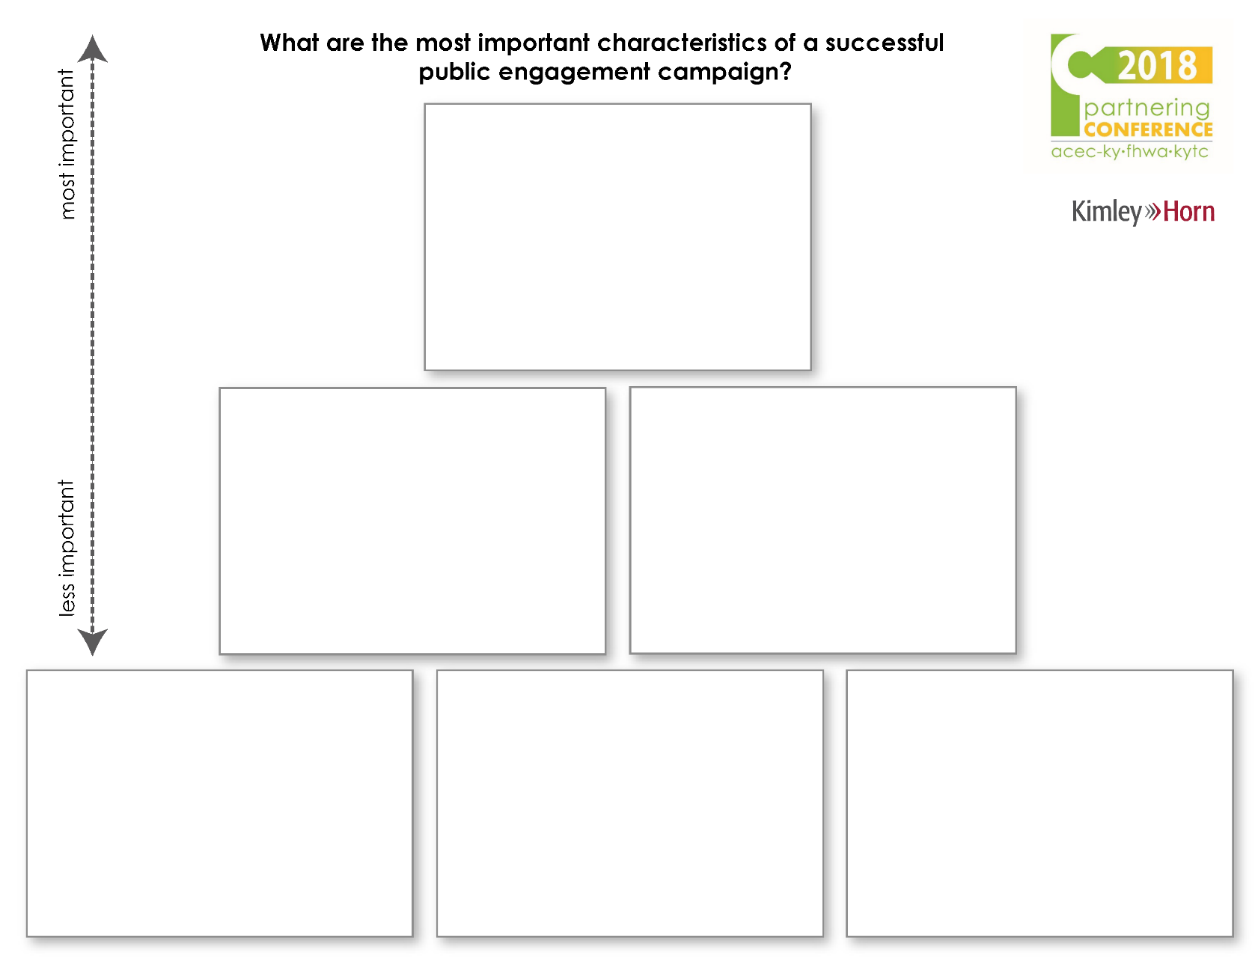 What are the most important characteristics of a successful
public engagement campaign?
most important
less important
2018
partnering
CONFERENCE
acec-ky•fhwa•kytc
Kimley Horn